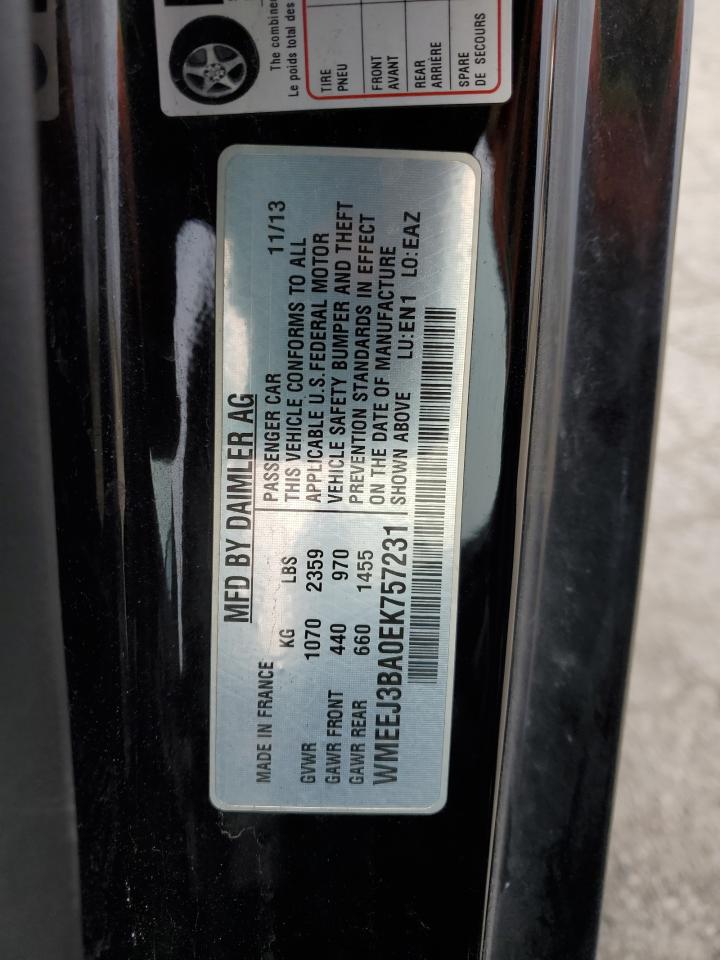 The combine
Le poids total des
TIRE
PNEU
FRONT
AVANT
REAR
ARRIÈRE
SPARE
DE SECOURS
MFD BY DAIMLER AG
MADE IN FRANCE
KG LBS
GVWR 1070 2359
GAWR FRONT 440 970
GAWR REAR 660 1455
PASSENGER CAR 11/13
THIS VEHICLE CONFORMS TO ALL
APPLICABLE U.S.FEDERAL MOTOR
VEHICLE SAFETY BUMPER AND THEFT
PREVENTION STANDARDS IN EFFECT
ON THE DATE OF MANUFACTURE
SHOWN ABOVE LU:EN1 LO:EAZ
WMEEJ3BA0EK757231